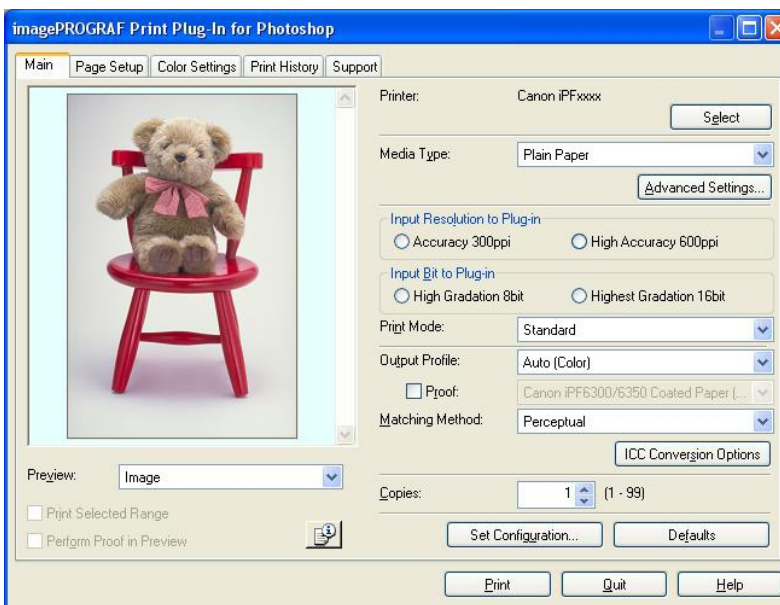 imagePROGRAF Print Plug-In for Photoshop
Main Page Setup Color Settings Print History Support
Printer: Canon iPFxxxx
Select
Media Type: Plain Paper
Advanced Settings...
Input Resolution to Plug-in
Accuracy 300ppi High Accuracy 600ppi
Input Bit to Plug-in
High Gradation 8bit Highest Gradation 16bit
Print Mode: Standard
Output Profile: Auto (Color)
Proof: Canon iPF6300/6350 Coated Paper (...
Matching Method: Perceptual
ICC Conversion Options
Preview: Image
Print Selected Range
Perform Proof in Preview
Copies: 1 (1 - 99)
Set Configuration... Defaults
Print Quit Help